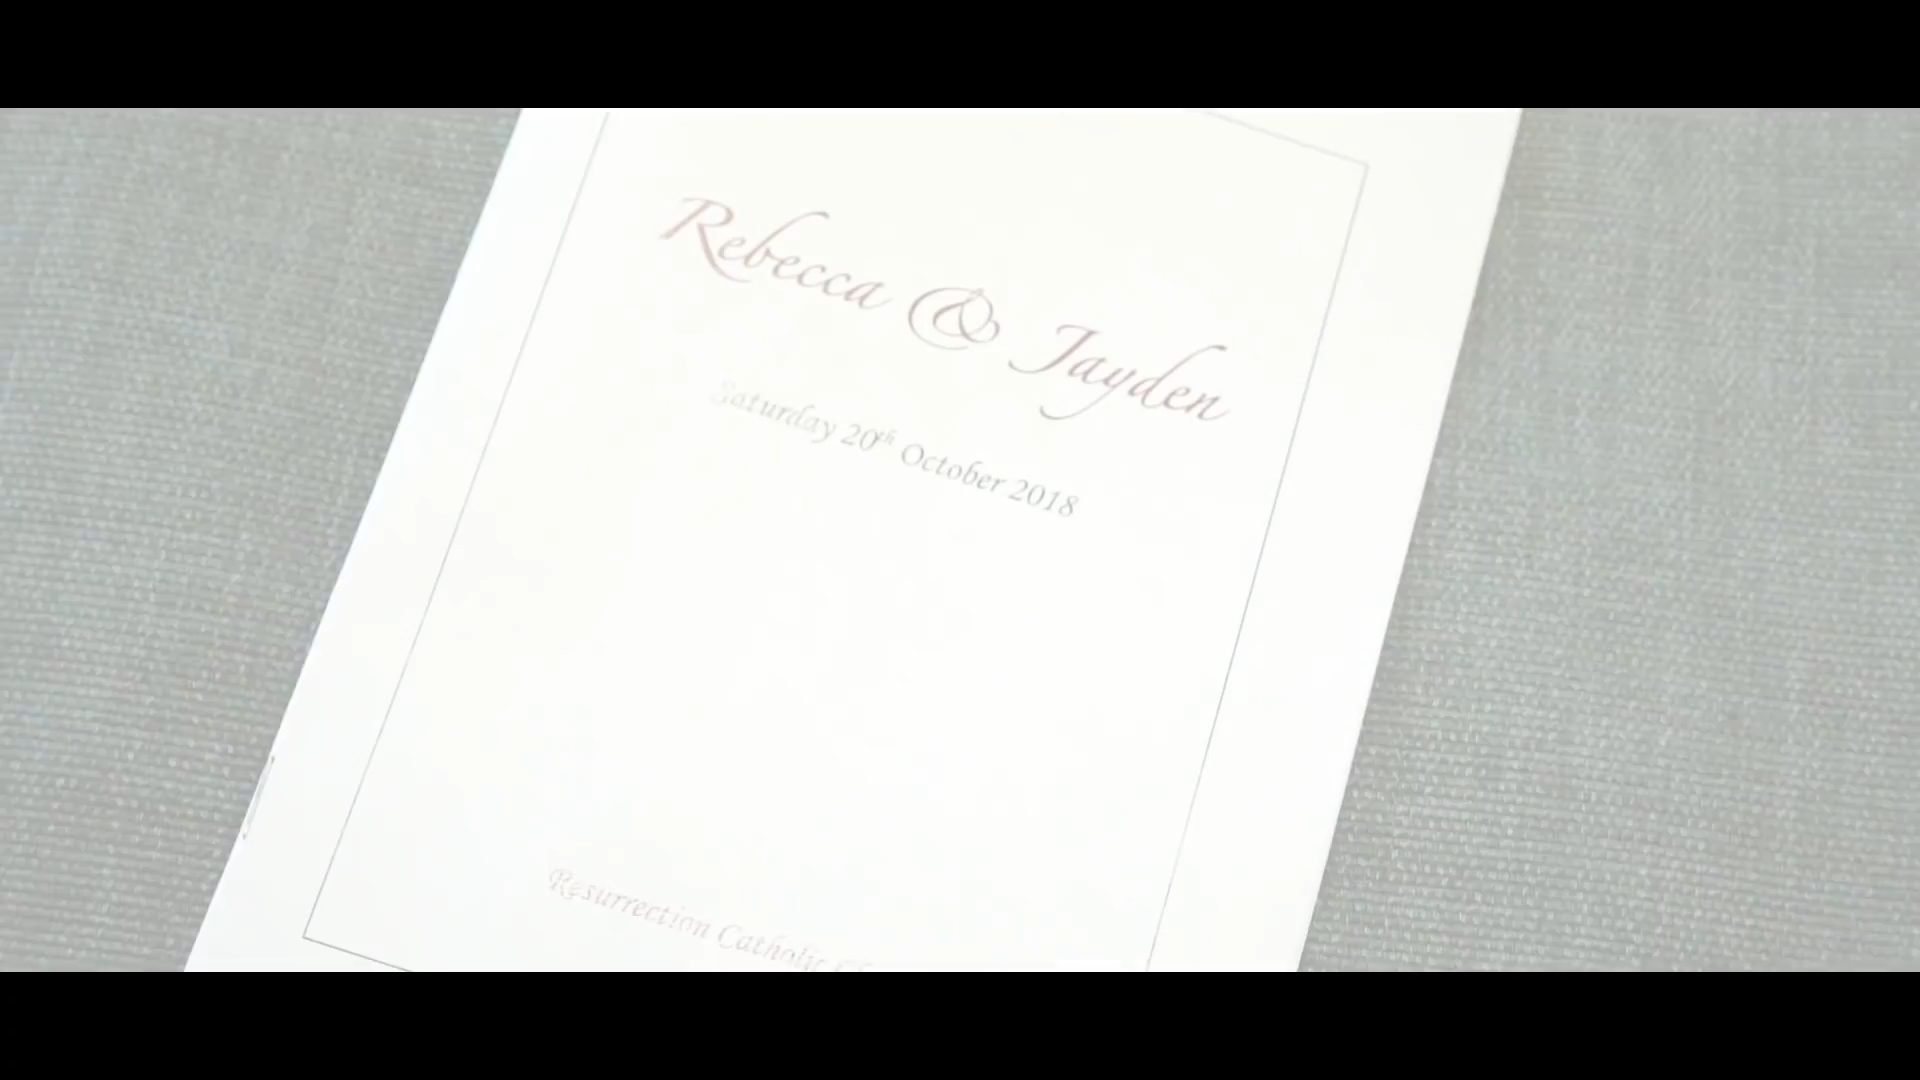 Rebecca & Jayden
Saturday 20th October 2018
Resurrection Catholic